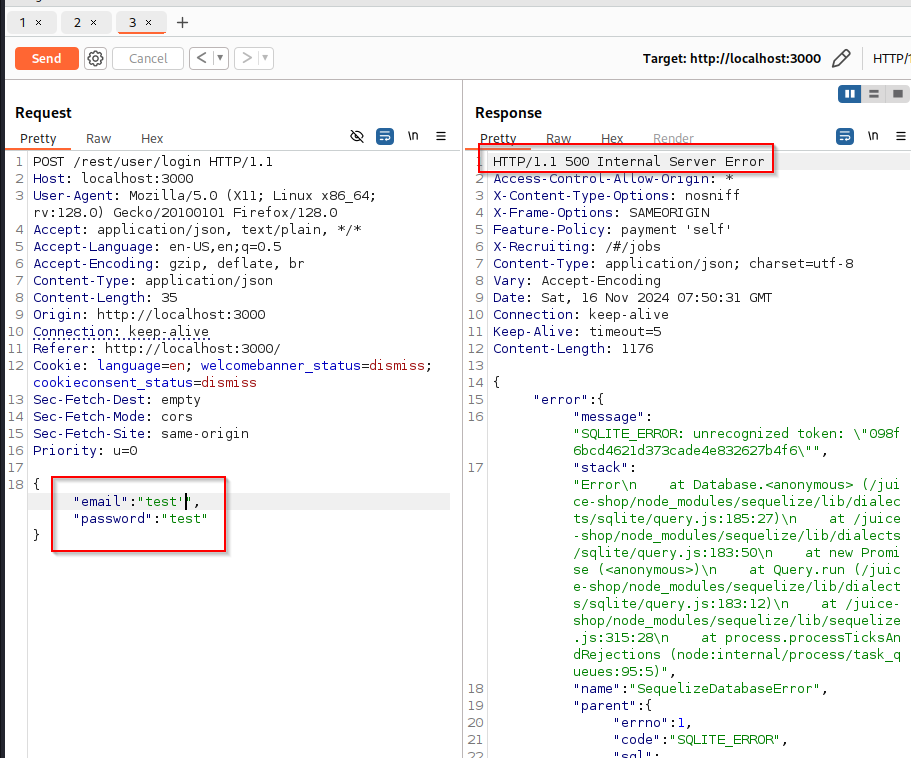 1 × 2 × 3 × +
Send Cancel < ▾ > ▾ Target: http://localhost:3000 HTTP/1
Request
Pretty Raw Hex \n ≡
1 POST /rest/user/login HTTP/1.1
2 Host: localhost:3000
3 User-Agent: Mozilla/5.0 (X11; Linux x86_64;
rv:128.0) Gecko/20100101 Firefox/128.0
4 Accept: application/json, text/plain, */*
5 Accept-Language: en-US,en;q=0.5
6 Accept-Encoding: gzip, deflate, br
7 Content-Type: application/json
8 Content-Length: 35
9 Origin: http://localhost:3000
10 Connection: keep-alive
11 Referer: http://localhost:3000/
12 Cookie: language=en; welcomebanner_status=dismiss;
cookieconsent_status=dismiss
13 Sec-Fetch-Dest: empty
14 Sec-Fetch-Mode: cors
15 Sec-Fetch-Site: same-origin
16 Priority: u=0
17
18 {
"email":"test'",
"password":"test"
}
Response
Pretty Raw Hex Render \n ≡
1 HTTP/1.1 500 Internal Server Error
2 Access-Control-Allow-Origin: *
3 X-Content-Type-Options: nosniff
4 X-Frame-Options: SAMEORIGIN
5 Feature-Policy: payment 'self'
6 X-Recruiting: /#/jobs
7 Content-Type: application/json; charset=utf-8
8 Vary: Accept-Encoding
9 Date: Sat, 16 Nov 2024 07:50:31 GMT
10 Connection: keep-alive
11 Keep-Alive: timeout=5
12 Content-Length: 1176
13
14 {
15 "error":{
16 "message":
"SQLITE_ERROR: unrecognized token: \"098f
6bcd4621d373cade4e832627b4f6\"",
17 "stack":
"Error\n    at Database.<anonymous> (/jui
ce-shop/node_modules/sequelize/lib/dialec
ts/sqlite/query.js:185:27)\n    at /juice
-shop/node_modules/sequelize/lib/dialects
/sqlite/query.js:183:50\n    at new Promi
se (<anonymous>)\n    at Query.run (/juic
e-shop/node_modules/sequelize/lib/dialect
s/sqlite/query.js:183:12)\n    at /juice-
shop/node_modules/sequelize/lib/sequelize
.js:315:28\n    at process.processTicksAn
dRejections (node:internal/process/task_q
ueues:95:5)",
18 "name":"SequelizeDatabaseError",
19 "parent":{
20 "errno":1,
21 "code":"SQLITE_ERROR",
22 "sql":